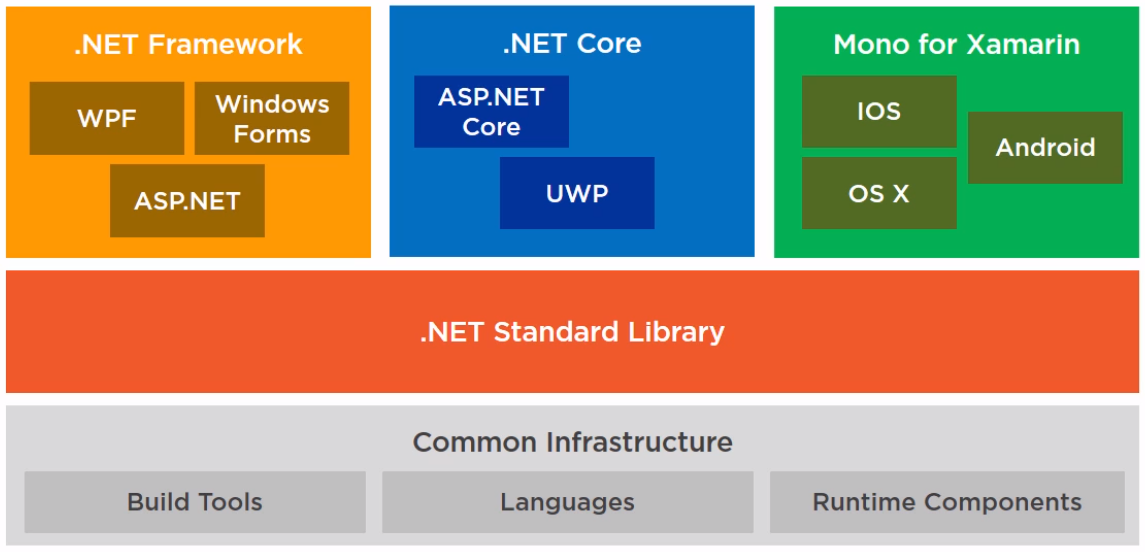 .NET Framework
WPF
Windows
Forms
ASP.NET
.NET Core
ASP.NET
Core
UWP
Mono for Xamarin
IOS
Android
OS X
.NET Standard Library
Common Infrastructure
Build Tools
Languages
Runtime Components